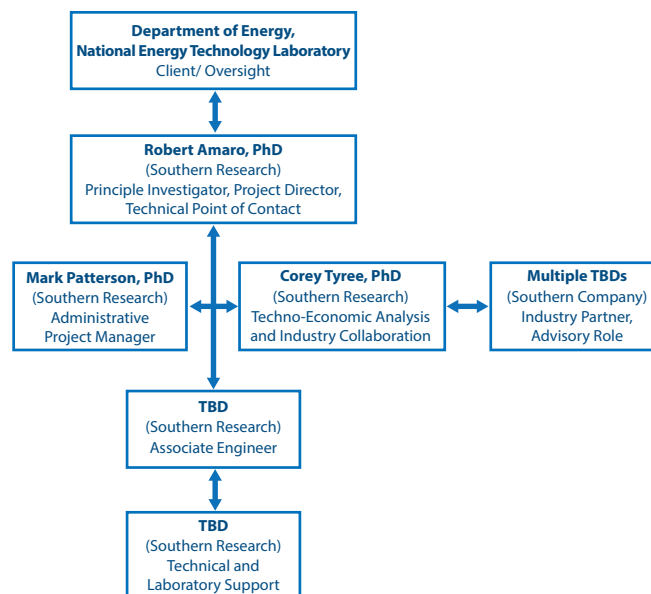 Department of Energy,
National Energy Technology Laboratory
Client/ Oversight
Robert Amaro, PhD
(Southern Research)
Principle Investigator, Project Director,
Technical Point of Contact
Mark Patterson, PhD
(Southern Research)
Administrative
Project Manager
Corey Tyree, PhD
(Southern Research)
Techno-Economic Analysis
and Industry Collaboration
Multiple TBDs
(Southern Company)
Industry Partner,
Advisory Role
TBD
(Southern Research)
Associate Engineer
TBD
(Southern Research)
Technical and
Laboratory Support